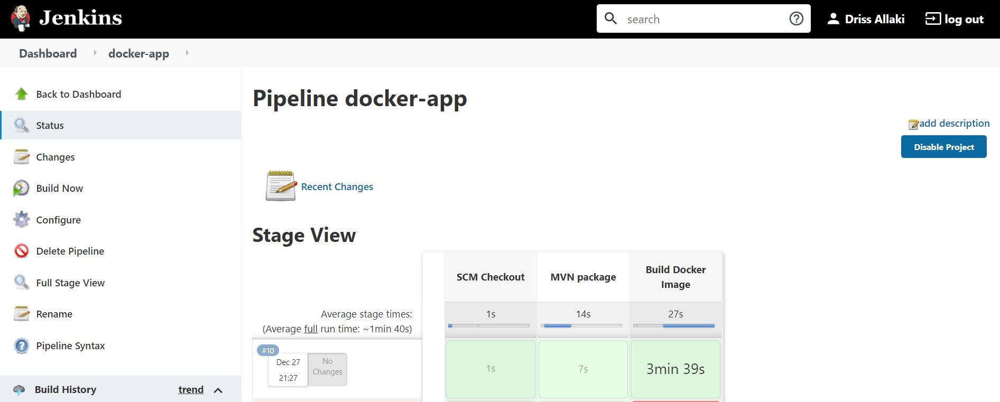 Jenkins
search
Driss Allaki
log out
Dashboard
docker-app
Back to Dashboard
Status
Changes
Build Now
Configure
Delete Pipeline
Full Stage View
Rename
Pipeline Syntax
Build History
trend
Pipeline docker-app
add description
Disable Project
Recent Changes
Stage View
SCM Checkout
MVN package
Build Docker
Image
Average stage times:
(Average full run time: ~1min 40s)
1s
14s
27s
#10
Dec 27
21:27
No
Changes
1s
7s
3min 39s